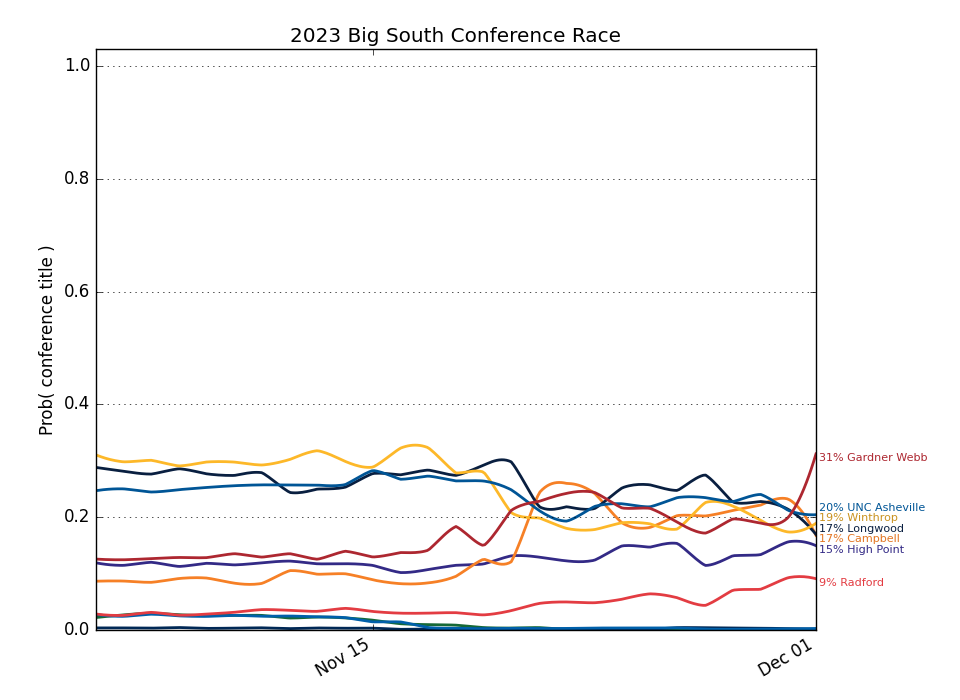 2023 Big South Conference Race
Prob( conference title )
1.0
0.8
0.6
0.4
0.2
0.0
Nov 15
Dec 01
31% Gardner Webb
20% UNC Asheville
19% Winthrop
17% Longwood
17% Campbell
15% High Point
9% Radford